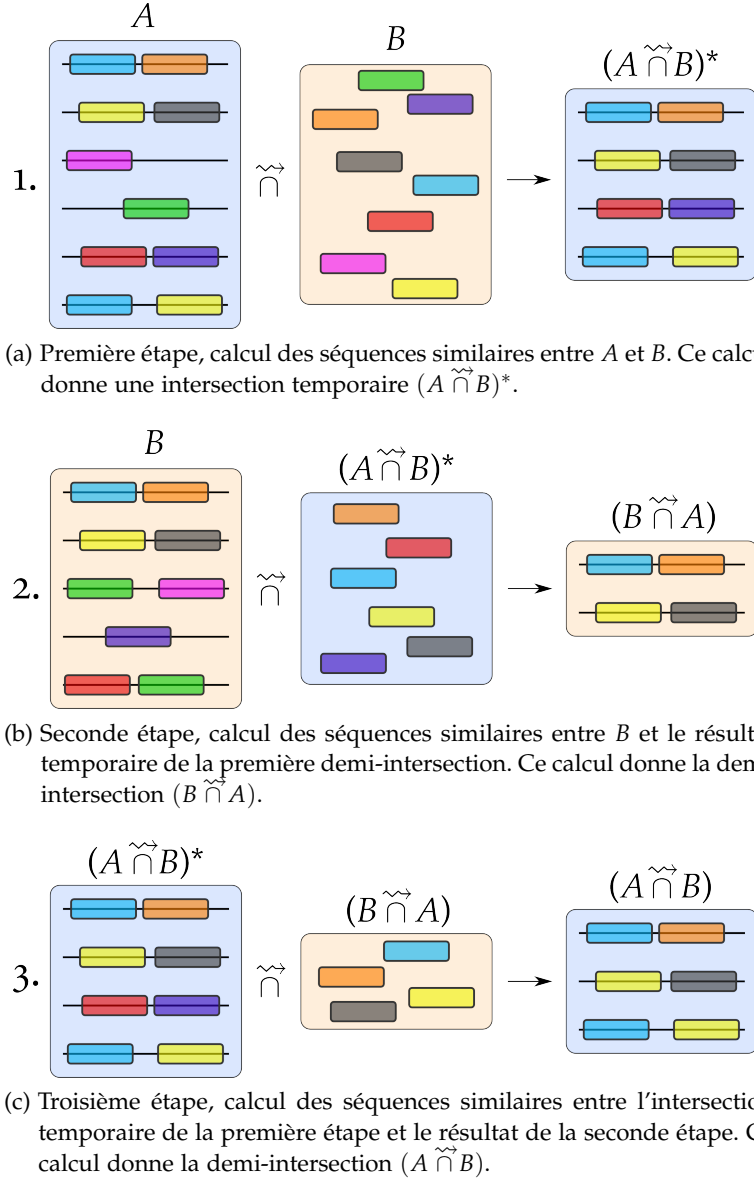 A
B
(A ∩ B)*
1.
∩
(a) Première étape, calcul des séquences similaires entre A et B. Ce calcu
donne une intersection temporaire (A ∩ B)*.
B
(A ∩ B)*
(B ∩ A)
2.
∩
(b) Seconde étape, calcul des séquences similaires entre B et le résult
temporaire de la première demi-intersection. Ce calcul donne la dem
intersection (B ∩ A).
(A ∩ B)*
(B ∩ A)
(A ∩ B)
3.
∩
(c) Troisième étape, calcul des séquences similaires entre l'intersectio
temporaire de la première étape et le résultat de la seconde étape. C
calcul donne la demi-intersection (A ∩ B).